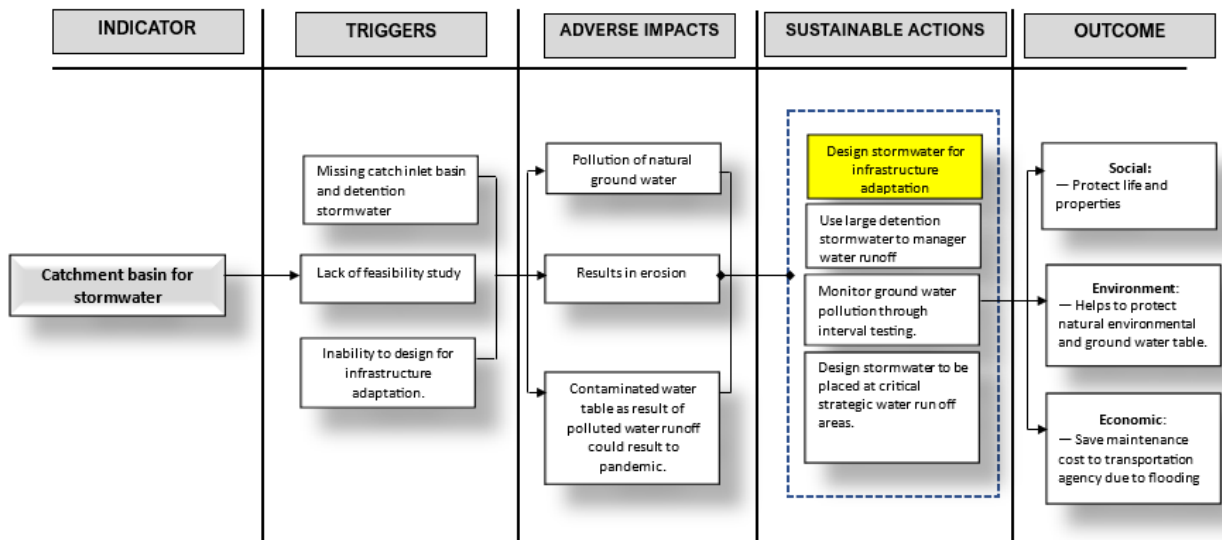 INDICATOR
TRIGGERS
ADVERSE IMPACTS
SUSTAINABLE ACTIONS
OUTCOME
Catchment basin for
stormwater
Missing catch inlet basin
and detention
stormwater
Lack of feasibility study
Inability to design for
infrastructure
adaptation.
Pollution of natural
ground water
Results in erosion
Contaminated water
table as result of
polluted water runoff
could result to
pandemic.
Design stormwater for
infrastructure
adaptation
Use large detention
stormwater to manager
water runoff
Monitor ground water
pollution through
interval testing.
Design stormwater to be
placed at critical
strategic water run off
areas.
Social:
— Protect life and
properties
Environment:
— Helps to protect
natural environmental
and ground water table.
Economic:
— Save maintenance
cost to transportation
agency due to flooding